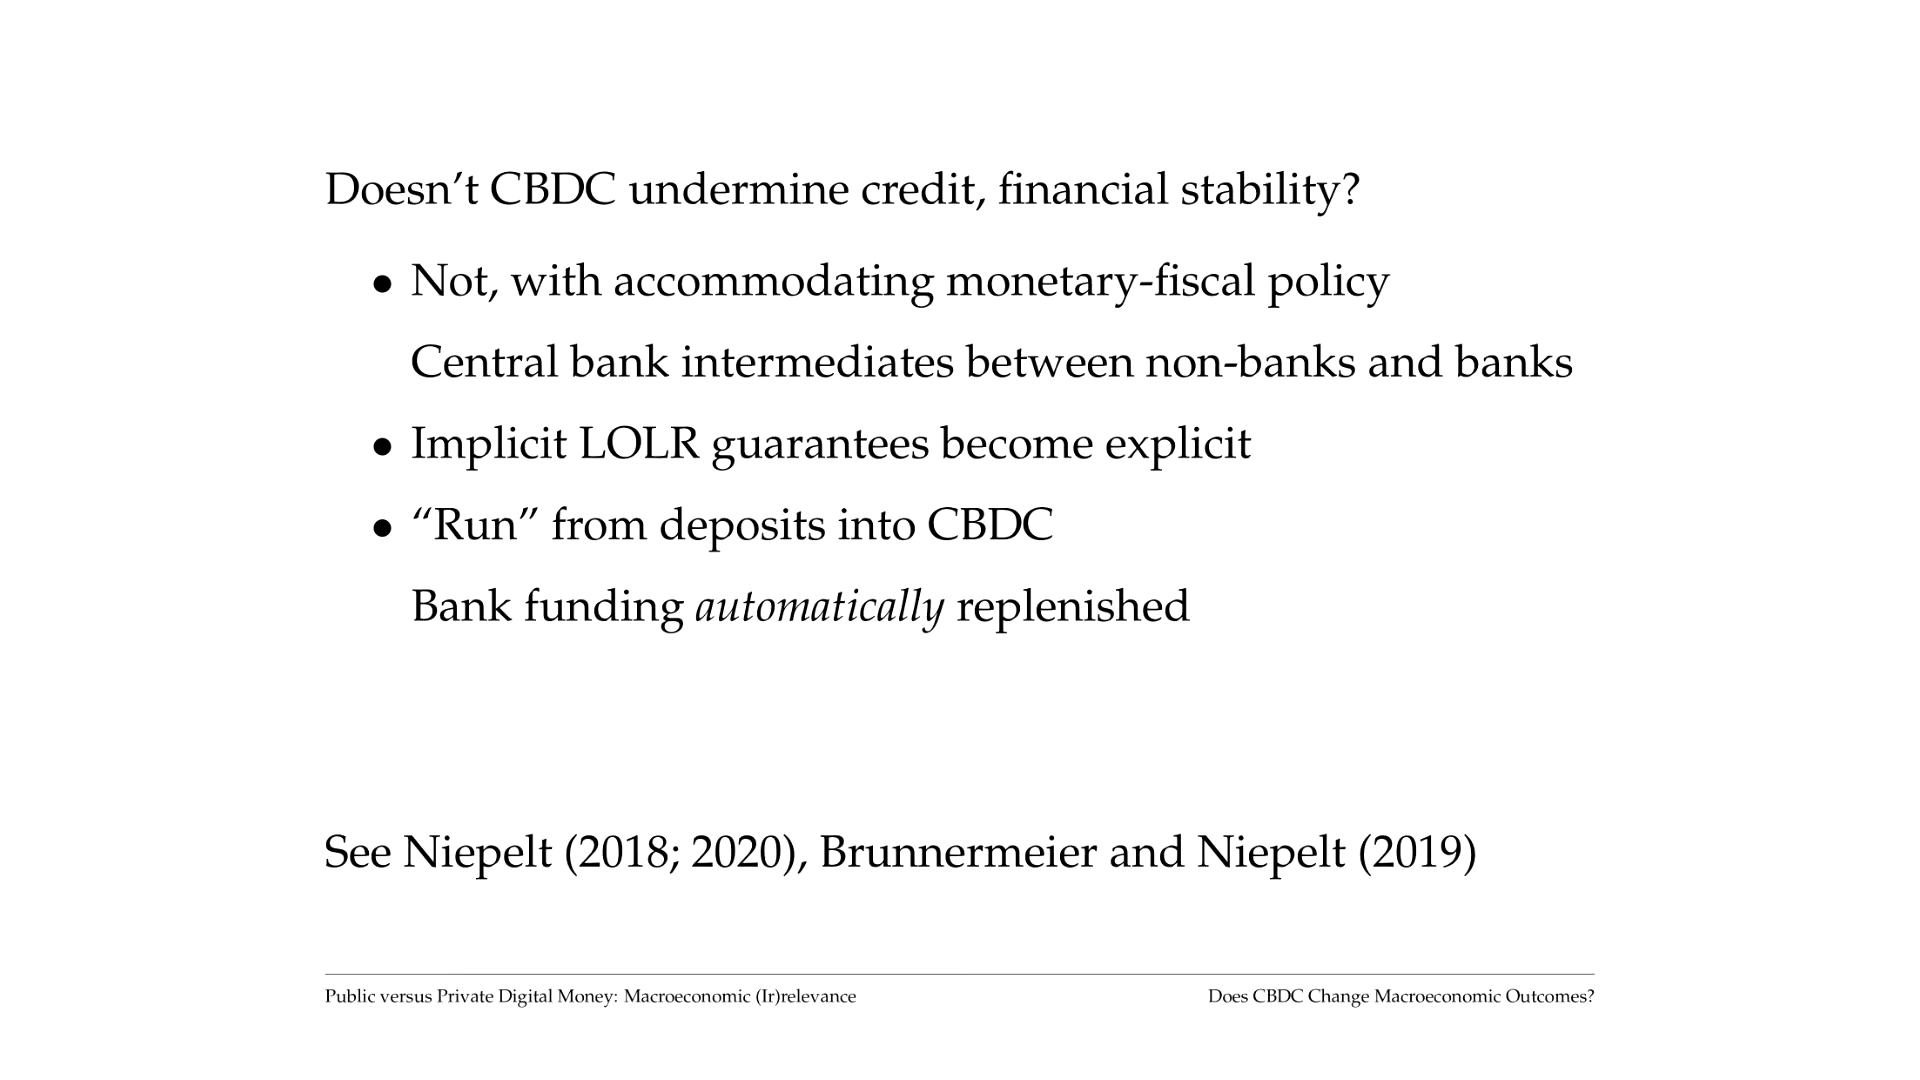 Doesn’t CBDC undermine credit, financial stability?
• Not, with accommodating monetary-fiscal policy
Central bank intermediates between non-banks and banks
• Implicit LOLR guarantees become explicit
• “Run” from deposits into CBDC
Bank funding automatically replenished
See Niepelt (2018; 2020), Brunnermeier and Niepelt (2019)
Public versus Private Digital Money: Macroeconomic (Ir)relevance
Does CBDC Change Macroeconomic Outcomes?